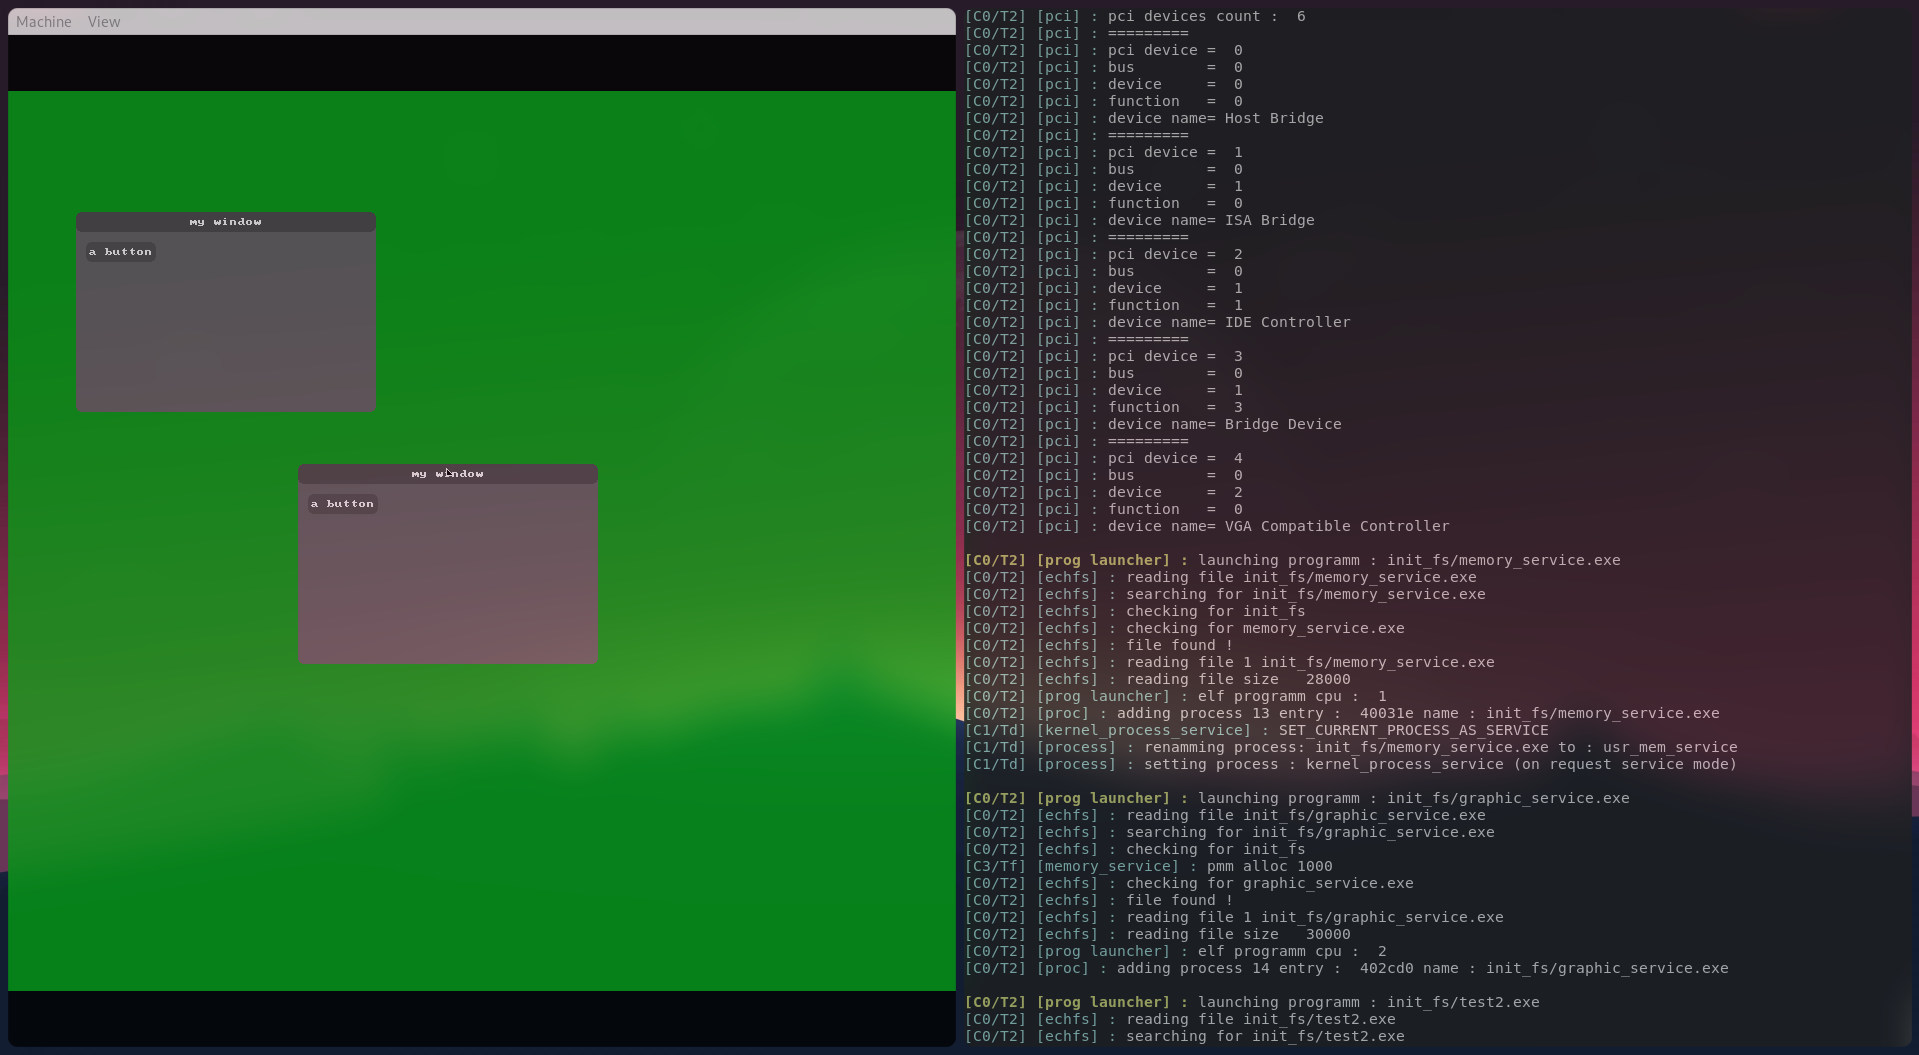 Machine View
my window
a button
my window
a button
[C0/T2] [pci] : pci devices count :  6
[C0/T2] [pci] : =========
[C0/T2] [pci] : pci device =  0
[C0/T2] [pci] : bus        =  0
[C0/T2] [pci] : device     =  0
[C0/T2] [pci] : function   =  0
[C0/T2] [pci] : device name= Host Bridge
[C0/T2] [pci] : =========
[C0/T2] [pci] : pci device =  1
[C0/T2] [pci] : bus        =  0
[C0/T2] [pci] : device     =  1
[C0/T2] [pci] : function   =  0
[C0/T2] [pci] : device name= ISA Bridge
[C0/T2] [pci] : =========
[C0/T2] [pci] : pci device =  2
[C0/T2] [pci] : bus        =  0
[C0/T2] [pci] : device     =  1
[C0/T2] [pci] : function   =  1
[C0/T2] [pci] : device name= IDE Controller
[C0/T2] [pci] : =========
[C0/T2] [pci] : pci device =  3
[C0/T2] [pci] : bus        =  0
[C0/T2] [pci] : device     =  1
[C0/T2] [pci] : function   =  3
[C0/T2] [pci] : device name= Bridge Device
[C0/T2] [pci] : =========
[C0/T2] [pci] : pci device =  4
[C0/T2] [pci] : bus        =  0
[C0/T2] [pci] : device     =  2
[C0/T2] [pci] : function   =  0
[C0/T2] [pci] : device name= VGA Compatible Controller
[C0/T2] [prog launcher] : launching programm : init_fs/memory_service.exe
[C0/T2] [echfs] : reading file init_fs/memory_service.exe
[C0/T2] [echfs] : searching for init_fs/memory_service.exe
[C0/T2] [echfs] : checking for init_fs
[C0/T2] [echfs] : checking for memory_service.exe
[C0/T2] [echfs] : file found !
[C0/T2] [echfs] : reading file 1 init_fs/memory_service.exe
[C0/T2] [echfs] : reading file size   28000
[C0/T2] [prog launcher] : elf programm cpu :  1
[C0/T2] [proc] : adding process 13 entry :  40031e name : init_fs/memory_service.exe
[C1/Td] [kernel_process_service] : SET_CURRENT_PROCESS_AS_SERVICE
[C1/Td] [process] : renamming process: init_fs/memory_service.exe to : usr_mem_service
[C1/Td] [process] : setting process : kernel_process_service (on request service mode)
[C0/T2] [prog launcher] : launching programm : init_fs/graphic_service.exe
[C0/T2] [echfs] : reading file init_fs/graphic_service.exe
[C0/T2] [echfs] : searching for init_fs/graphic_service.exe
[C0/T2] [echfs] : checking for init_fs
[C3/Tf] [memory_service] : pmm alloc 1000
[C0/T2] [echfs] : checking for graphic_service.exe
[C0/T2] [echfs] : file found !
[C0/T2] [echfs] : reading file 1 init_fs/graphic_service.exe
[C0/T2] [echfs] : reading file size   30000
[C0/T2] [prog launcher] : elf programm cpu :  2
[C0/T2] [proc] : adding process 14 entry :  402cd0 name : init_fs/graphic_service.exe
[C0/T2] [prog launcher] : launching programm : init_fs/test2.exe
[C0/T2] [echfs] : reading file init_fs/test2.exe
[C0/T2] [echfs] : searching for init_fs/test2.exe